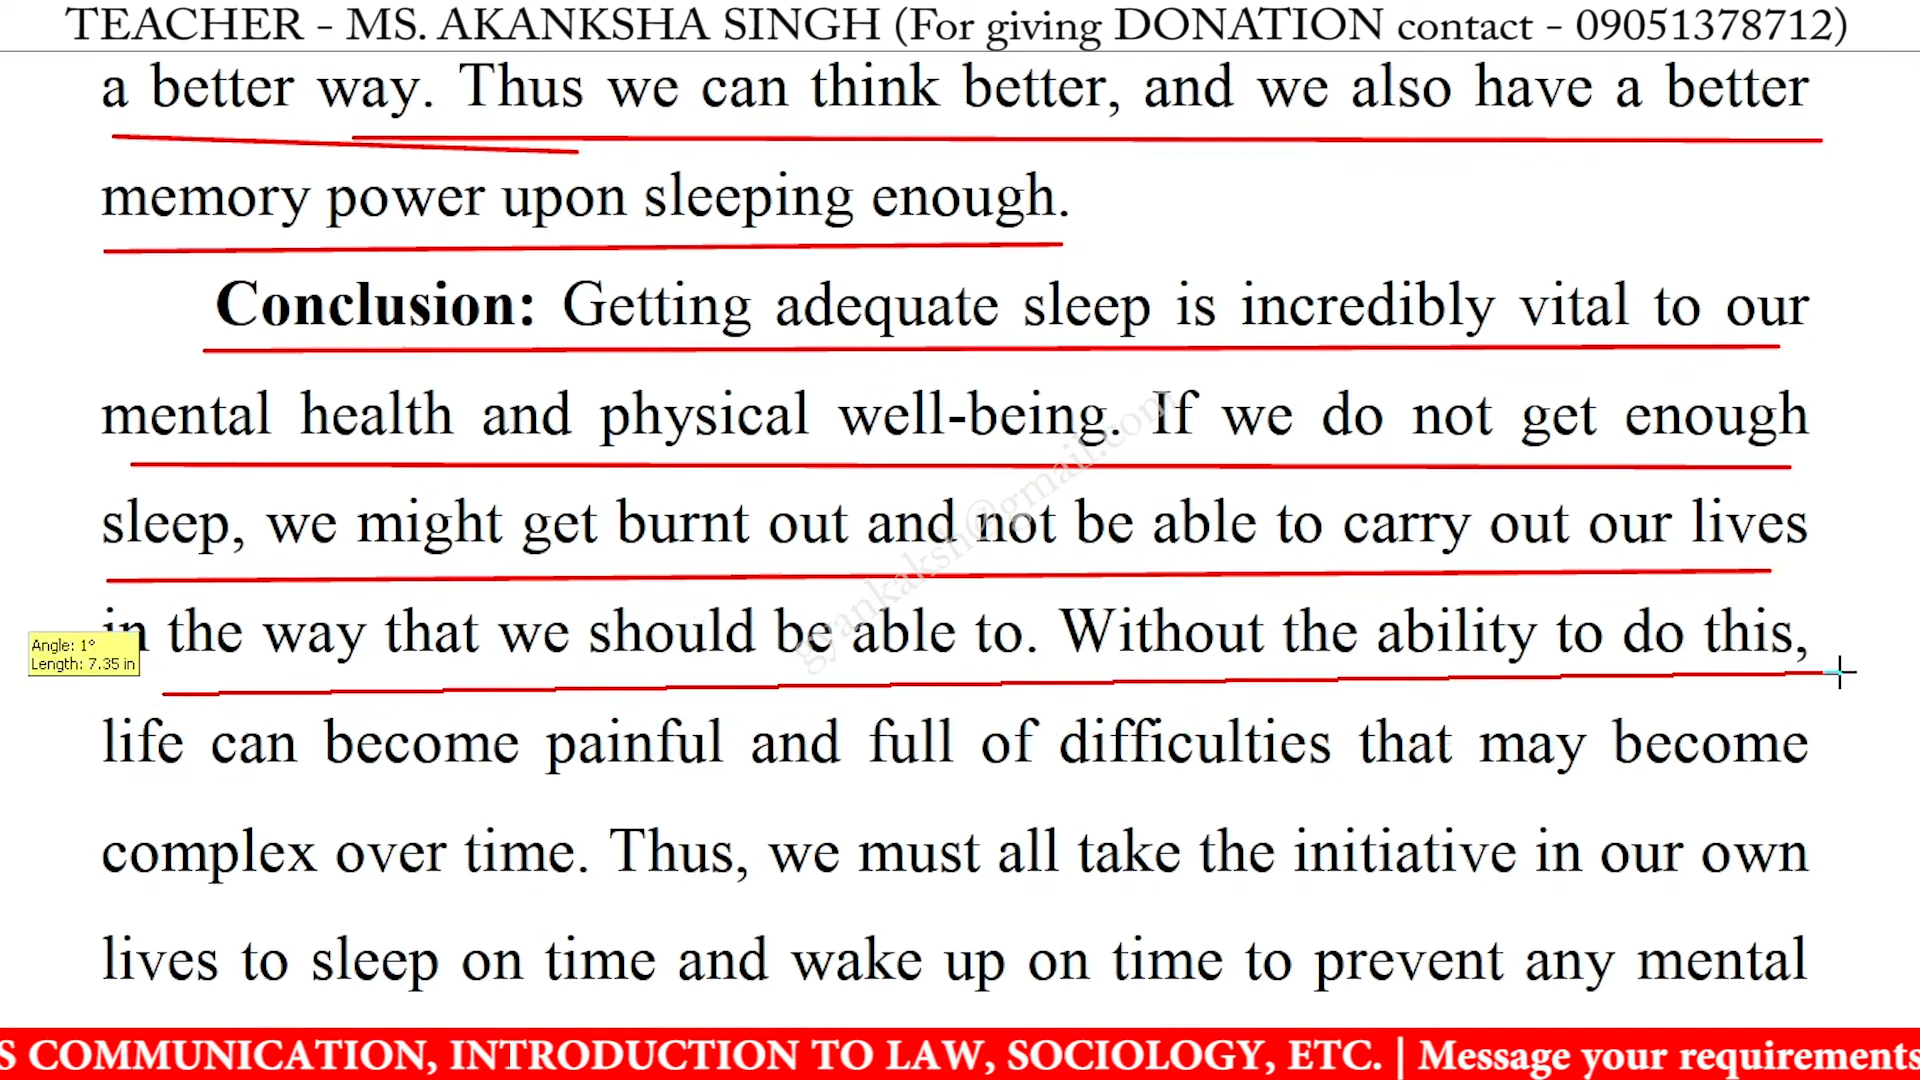 TEACHER - MS. AKANKSHA SINGH (For giving DONATION contact - 09051378712)
a better way. Thus we can think better, and we also have a better
memory power upon sleeping enough.
Conclusion: Getting adequate sleep is incredibly vital to our
mental health and physical well-being. If we do not get enough
sleep, we might get burnt out and not be able to carry out our lives
gyankaksh@gmail.com
in the way that we should be able to. Without the ability to do this,
Angle: 1°
Length: 7.35 in
life can become painful and full of difficulties that may become
complex over time. Thus, we must all take the initiative in our own
lives to sleep on time and wake up on time to prevent any mental
S COMMUNICATION, INTRODUCTION TO LAW, SOCIOLOGY, ETC. | Message your requirements